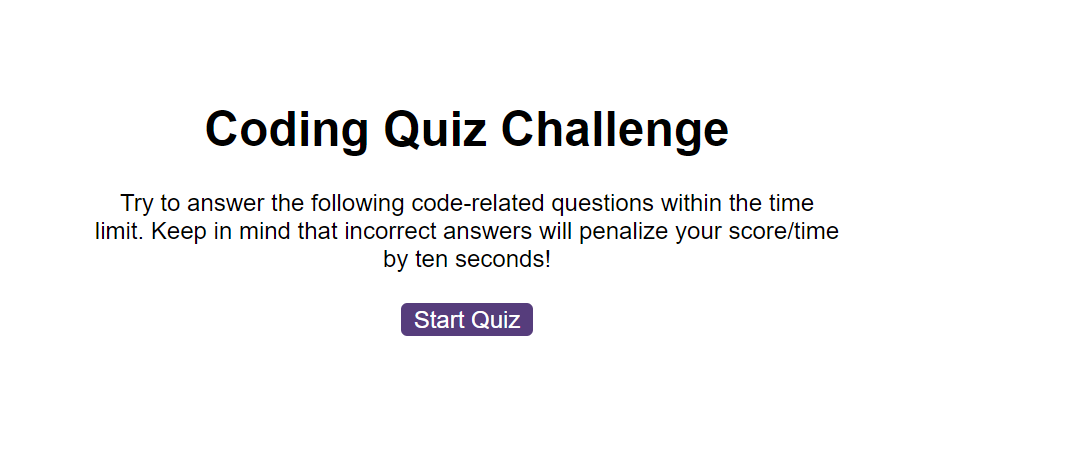 Coding Quiz Challenge
Try to answer the following code-related questions within the time
limit. Keep in mind that incorrect answers will penalize your score/time
by ten seconds!
Start Quiz